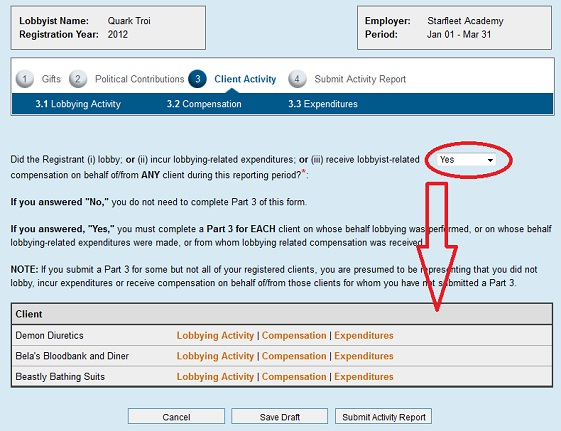 Lobbyist Name: Quark Troi
Registration Year: 2012
Employer: Starfleet Academy
Period: Jan 01 - Mar 31
1 Gifts 2 Political Contributions 3 Client Activity 4 Submit Activity Report
3.1 Lobbying Activity 3.2 Compensation 3.3 Expenditures
Did the Registrant (i) lobby; or (ii) incur lobbying-related expenditures; or (iii) receive lobbyist-related Yes
compensation on behalf of/from ANY client during this reporting period?*:
If you answered "No," you do not need to complete Part 3 of this form.
If you answered, "Yes," you must complete a Part 3 for EACH client on whose behalf lobbying was performed, or on whose behalf
lobbying-related expenditures were made, or from whom lobbying related compensation was received.
NOTE: If you submit a Part 3 for some but not all of your registered clients, you are presumed to be representing that you did not
lobby, incur expenditures or receive compensation on behalf of/from those clients for whom you have not submitted a Part 3.
Client
Demon Diuretics Lobbying Activity | Compensation | Expenditures
Bela's Bloodbank and Diner Lobbying Activity | Compensation | Expenditures
Beastly Bathing Suits Lobbying Activity | Compensation | Expenditures
Cancel Save Draft Submit Activity Report